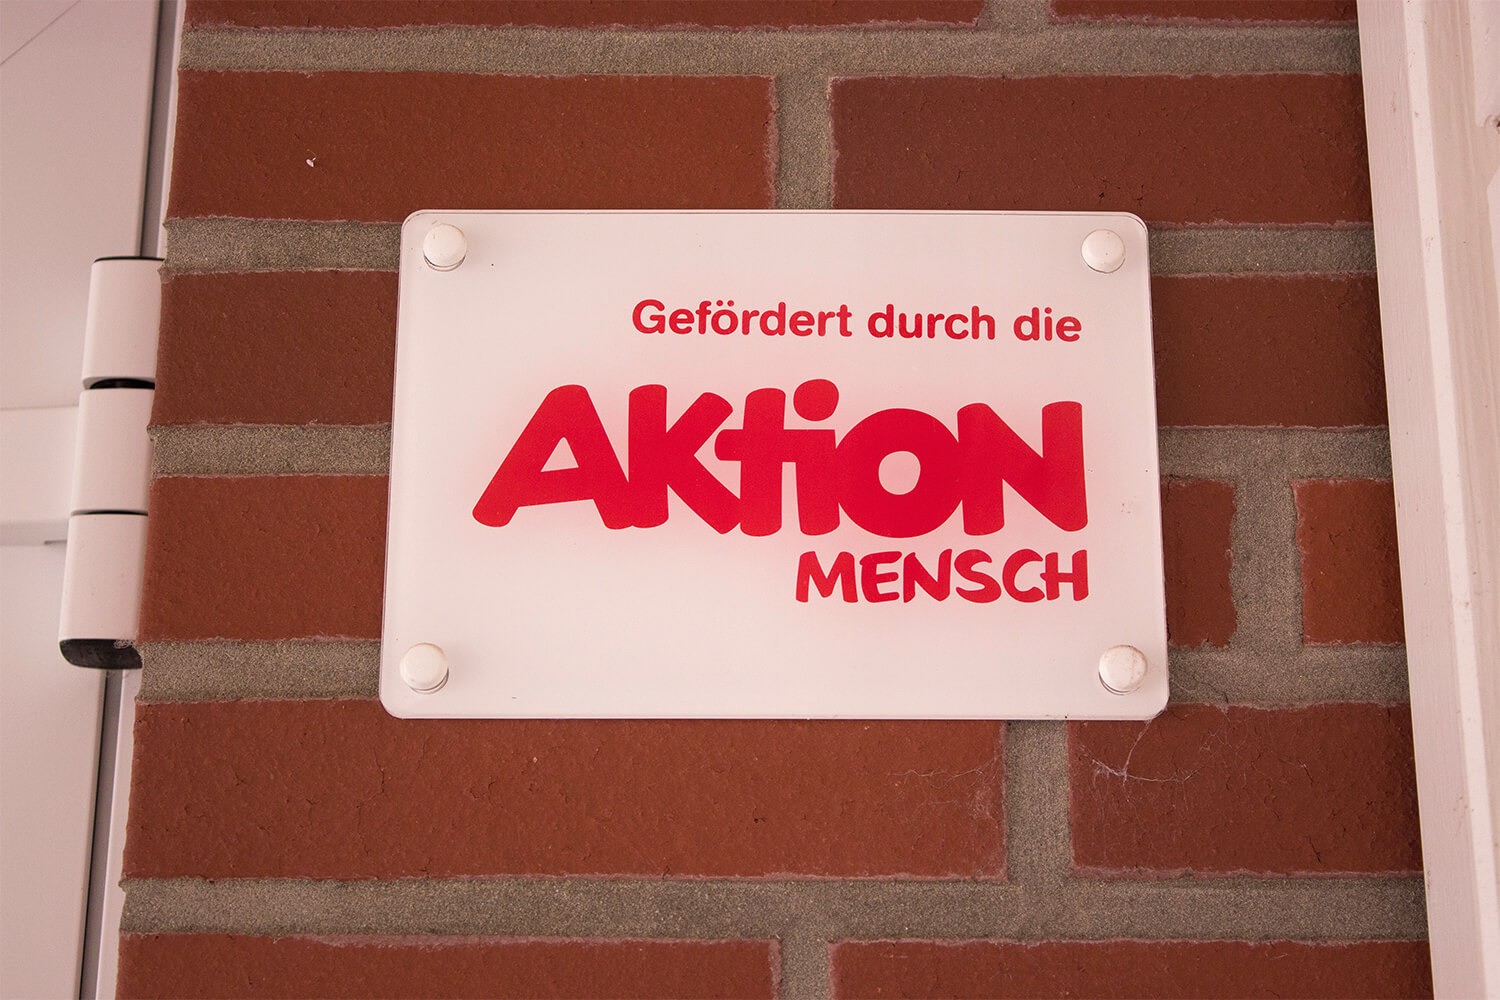 Gefördert durch die
AKtiON
MENSCH